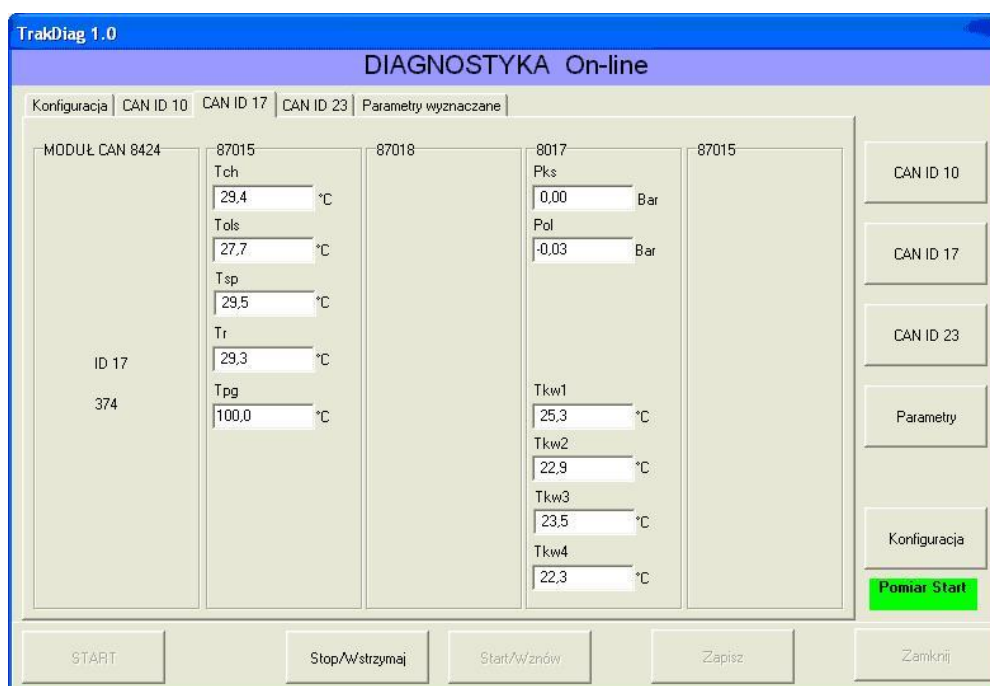 TrakDiag 1.0
DIAGNOSTYKA On-line
Konfiguracja CAN ID 10 CAN ID 17 CAN ID 23 Parametry wyznaczane
MODUŁ CAN 8424
ID 17
374
87015
Tch
29,4 °C
Tols
27,7 °C
Tsp
29,5 °C
Tr
29,3 °C
Tpg
100,0 °C
87018
8017
Pks
0,00 Bar
Pol
-0,03 Bar
Tkw1
25,3 °C
Tkw2
22,9 °C
Tkw3
23,5 °C
Tkw4
22,3 °C
87015
CAN ID 10
CAN ID 17
CAN ID 23
Parametry
Konfiguracja
Pomiar Start
START Stop/Wstrzymaj Start/Wznów Zapisz Zamknij